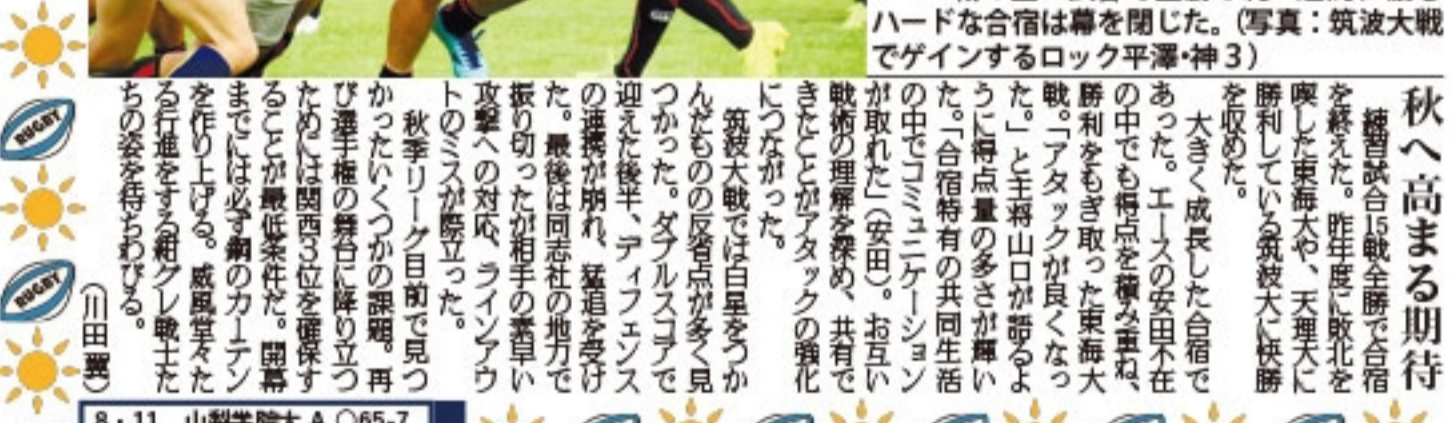 ハードな合宿は幕を閉じた。（写真：筑波大戦
でゲインするロック平澤・神３）
秋へ高まる期待
練習試合15戦全勝で合宿
を終えた。昨年度に敗北を
喫した東海大や、天理大に
勝利している筑波大に快勝
を収めた。
大きく成長した合宿で
あった。エースの安田不在
の中でも得点を積み重ね、
勝利をもぎ取った東海大
戦。「アタックが良くなっ
た。」と主将山口が語るよ
うに得点量の多さが輝い
た。「合宿特有の共同生活
の中でコミュニケーション
が取れた」（安田）。お互い
戦術の理解を深め、共有で
きたことがアタックの強化
につながった。
筑波大戦では白星をつか
んだものの反省点が多く見
つかった。ダブルスコアで
迎えた後半、ディフェンス
の連携が崩れ、猛追を受け
た。最後は同志社の地力で
振り切ったが相手の素早い
攻撃への対応、ラインアウ
トのミスが際立った。
秋季リーグ目前で見つ
かったいくつかの課題。再
び選手権の舞台に降り立つ
ためには関西３位を確保す
ることが最低条件だ。開幕
までには必ず鋼のカーテン
を作り上げる。威風堂々た
る行進をする紺グレ戦士た
ちの姿を待ちわびる。
（川田翼）
RUGBY
RUGBY
8・11 山梨学院大 A ○65-7